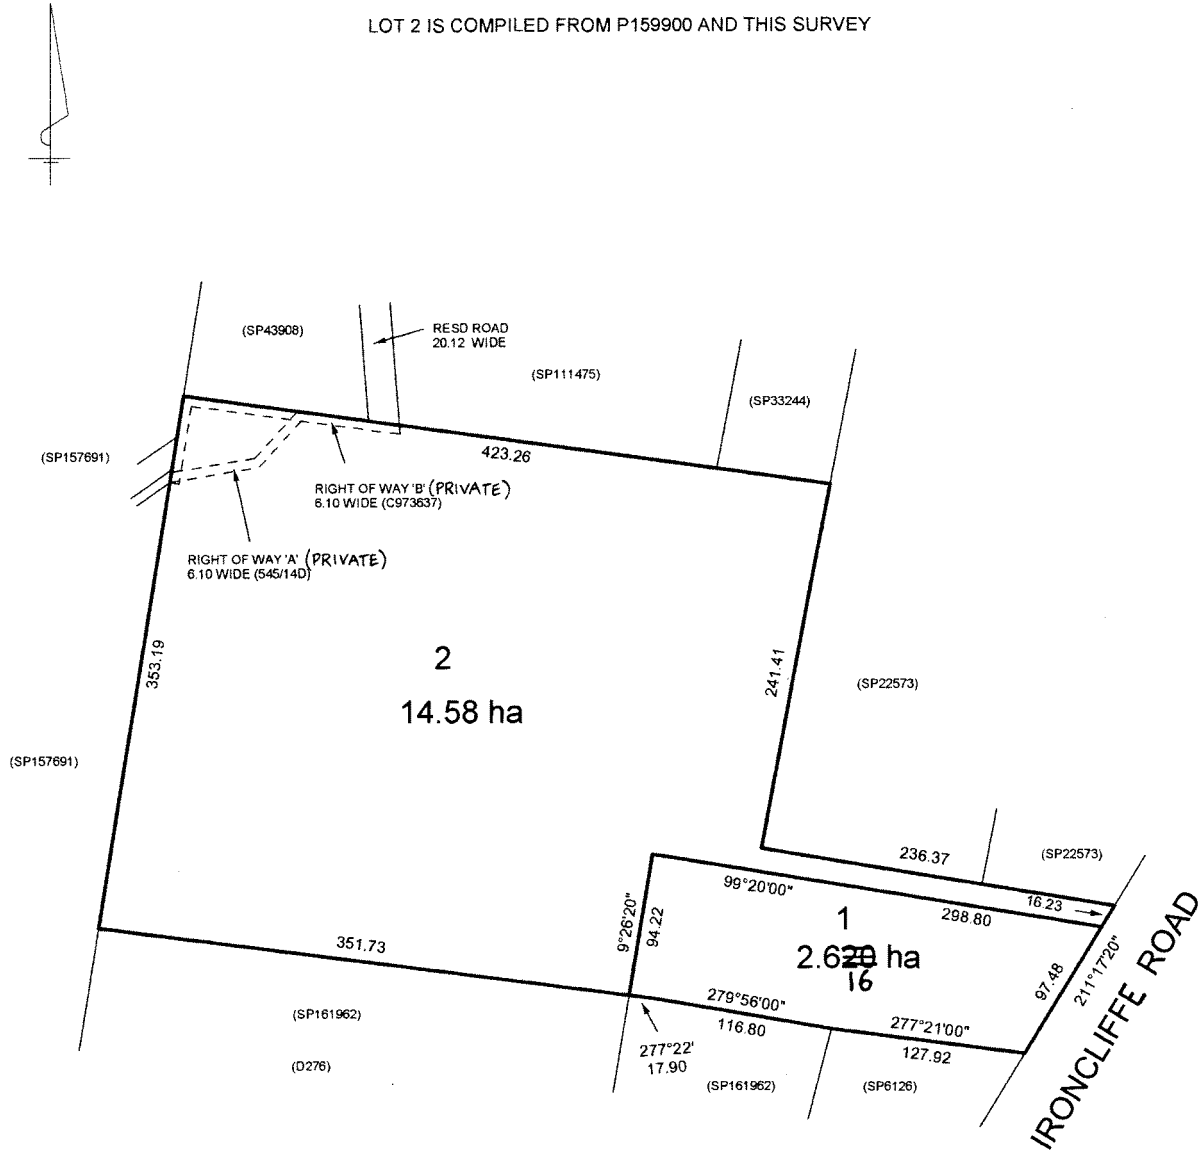 LOT 2 IS COMPILED FROM P159900 AND THIS SURVEY
(SP43908)
RESD ROAD
20.12 WIDE
(SP111475)
(SP33244)
(SP157691)
423.26
RIGHT OF WAY 'B' (PRIVATE)
6.10 WIDE (C973637)
RIGHT OF WAY 'A' (PRIVATE)
6.10 WIDE (545/14D)
353.19
2
14.58 ha
241.41
(SP22573)
(SP157691)
236.37
(SP22573)
99°20'00"
16.23
298.80
9°26'20"
94.22
1
2.620 ha
16
351.73
97.48
211°17'20"
IRONCLIFFE ROAD
279°56'00"
116.80
277°21'00"
127.92
277°22'
17.90
(SP161962)
(D276)
(SP161962)
(SP6126)